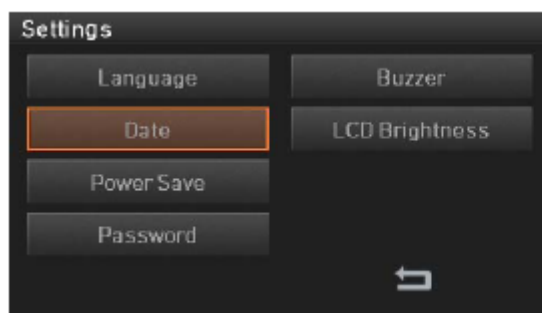 Settings
Language
Buzzer
Date
LCD Brightness
Power Save
Password